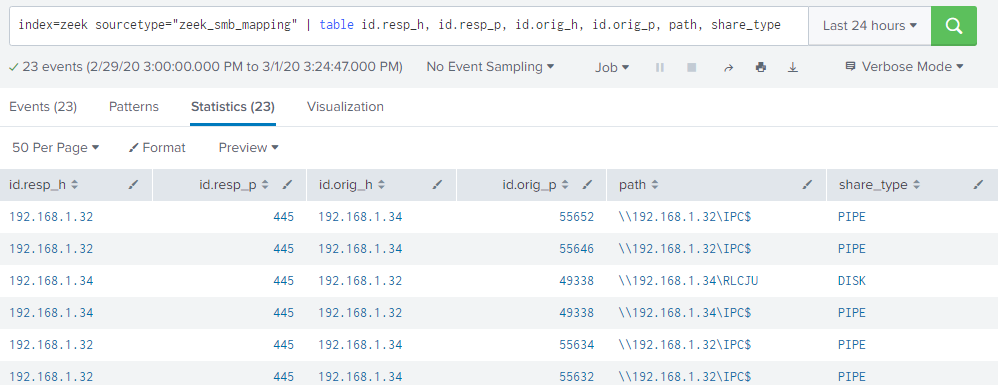 index=zeek sourcetype="zeek_smb_mapping" | table id.resp_h, id.resp_p, id.orig_h, id.orig_p, path, share_type Last 24 hours
23 events (2/29/20 3:00:00.000 PM to 3/1/20 3:24:47.000 PM) No Event Sampling Job Verbose Mode
Events (23) Patterns Statistics (23) Visualization
50 Per Page Format Preview
id.resp_h id.resp_p id.orig_h id.orig_p path share_type
192.168.1.32 445 192.168.1.34 55652 \\192.168.1.32\IPC$ PIPE
192.168.1.32 445 192.168.1.34 55646 \\192.168.1.32\IPC$ PIPE
192.168.1.34 445 192.168.1.32 49338 \\192.168.1.34\RLCJU DISK
192.168.1.34 445 192.168.1.32 49338 \\192.168.1.34\IPC$ PIPE
192.168.1.32 445 192.168.1.34 55634 \\192.168.1.32\IPC$ PIPE
192.168.1.32 445 192.168.1.34 55632 \\192.168.1.32\IPC$ PIPE